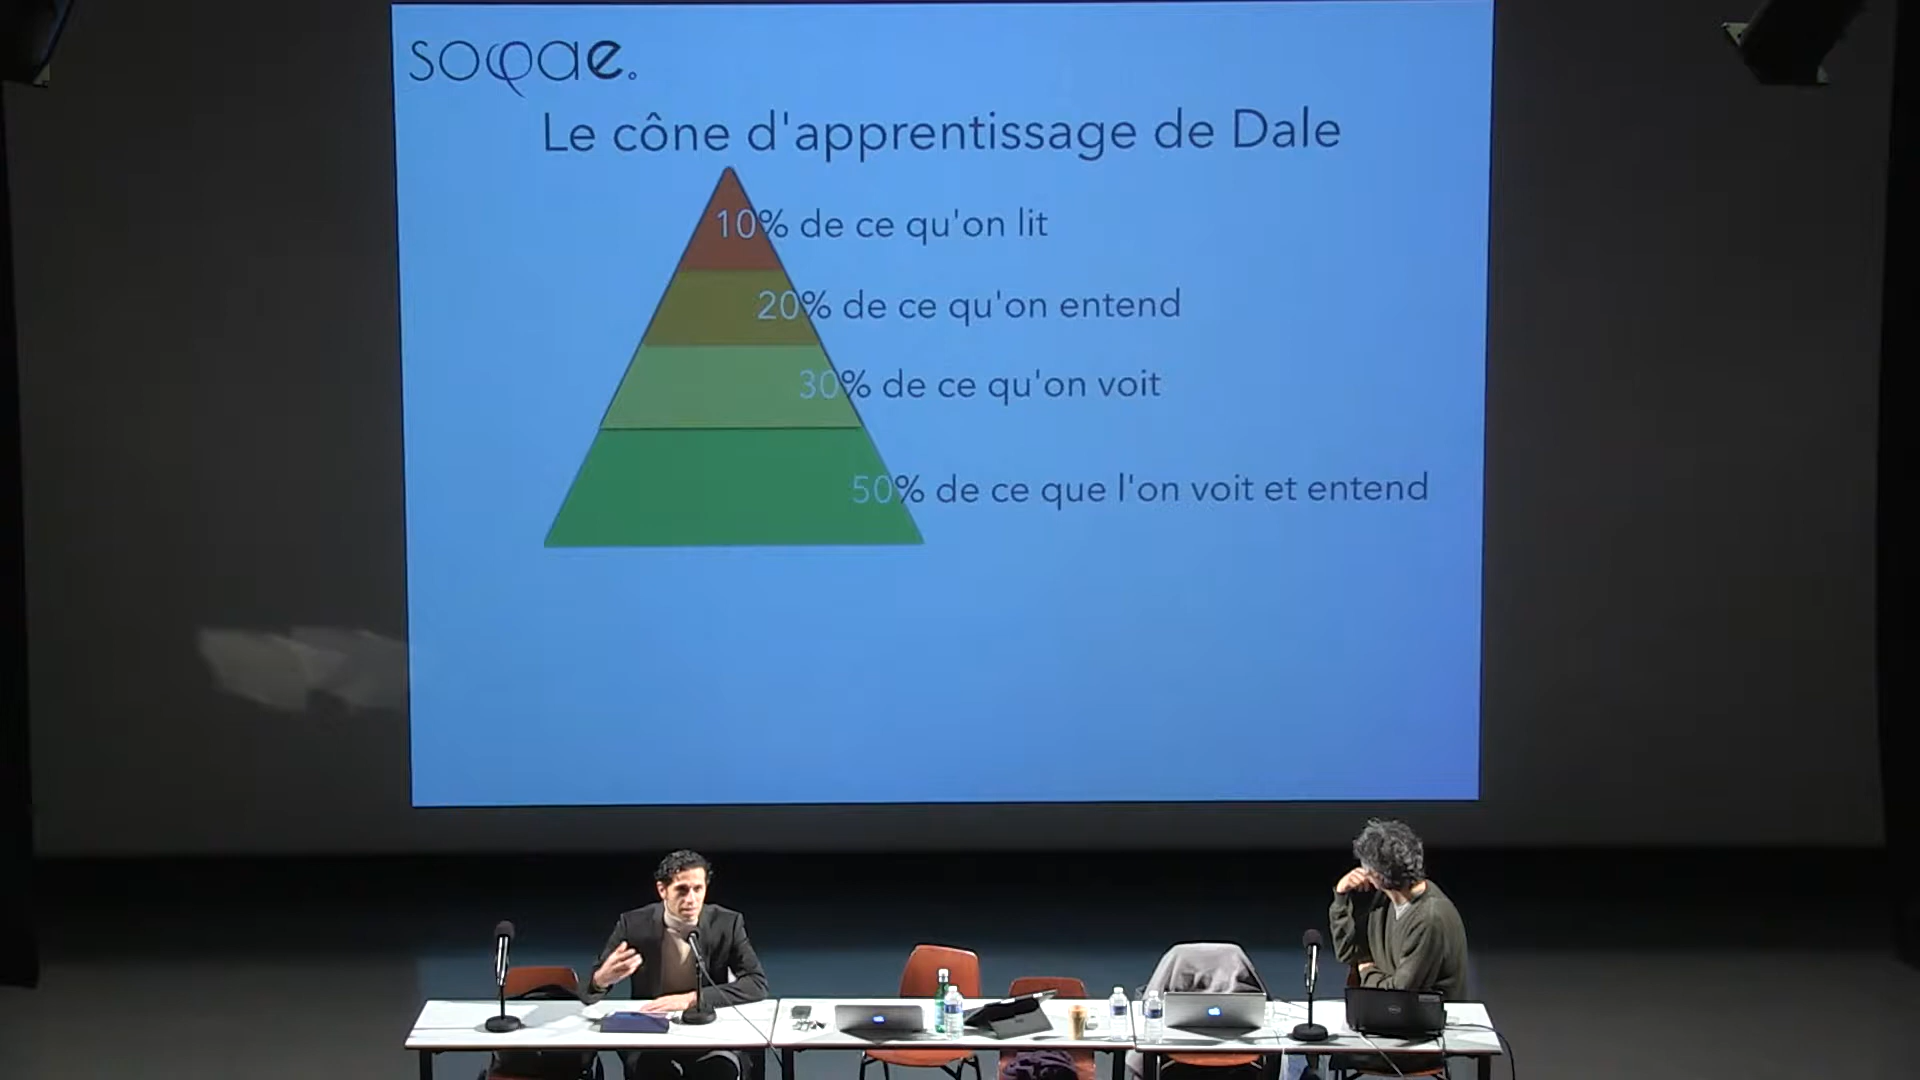 soφae.
Le cône d'apprentissage de Dale
10% de ce qu'on lit
20% de ce qu'on entend
30% de ce qu'on voit
50% de ce que l'on voit et entend